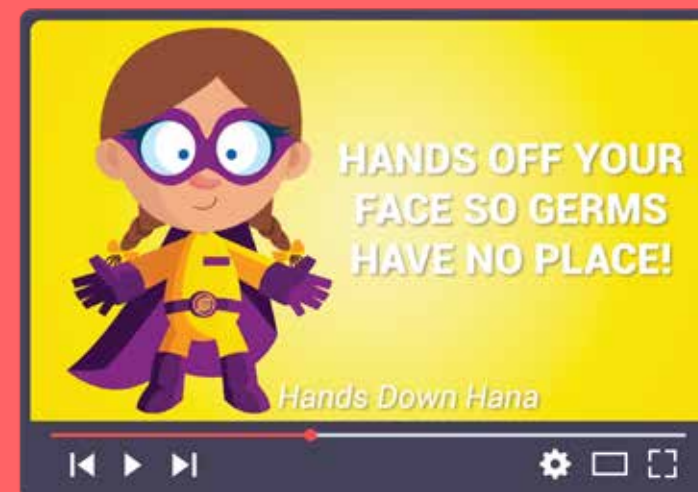 HANDS OFF YOUR
FACE SO GERMS
HAVE NO PLACE!
Hands Down Hana